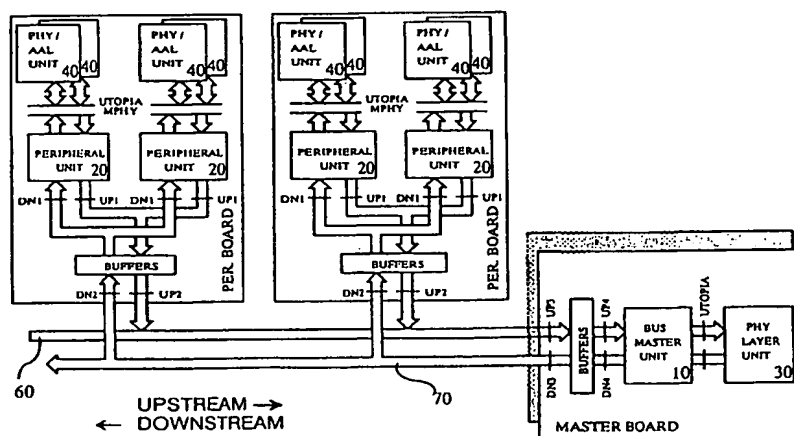 PHY/
AAL
UNIT
40
40
PHY/
AAL
UNIT
40
40
UTOPIA
MPHY
PERIPHERAL
UNIT
20
PERIPHERAL
UNIT
20
DN1
UP1
DN1
UP1
BUFFERS
DN2
UP2
PER. BOARD
PHY/
AAL
UNIT
40
40
PHY/
AAL
UNIT
40
40
UTOPIA
MPHY
PERIPHERAL
UNIT
20
PERIPHERAL
UNIT
20
DN1
UP1
DN1
UP1
BUFFERS
DN2
UP2
PER. BOARD
UP3
DN3
BUFFERS
UP4
DN4
BUS
MASTER
UNIT
10
UTOPIA
PHY
LAYER
UNIT
30
MASTER BOARD
60
70
UPSTREAM →
← DOWNSTREAM